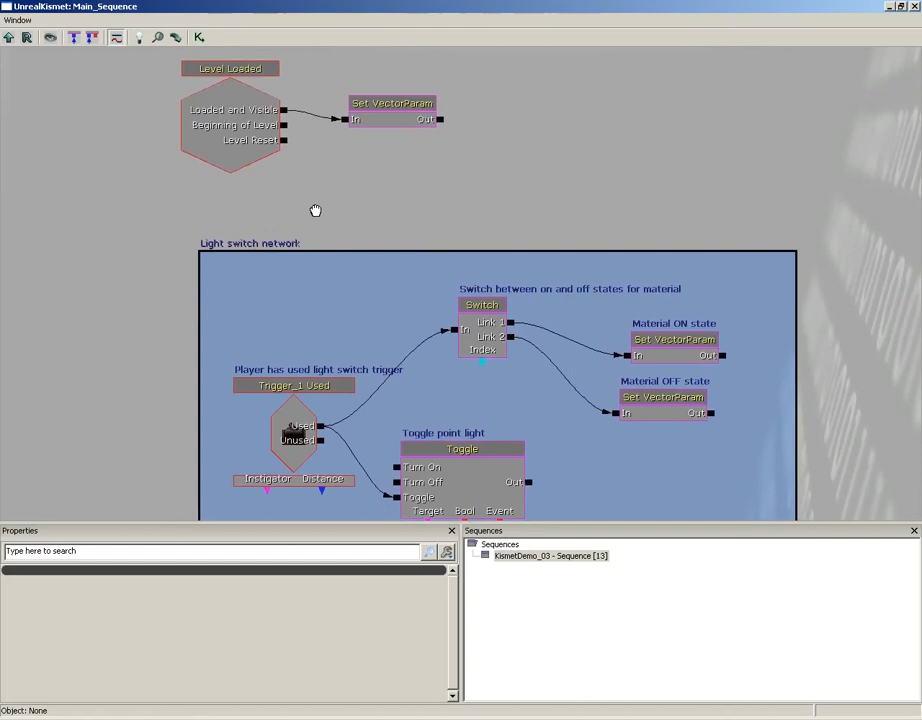 UnrealKismet: Main_Sequence
Window
Level Loaded
Loaded and Visible
Beginning of Level
Level Reset
Set VectorParam
In Out
Light switch network
Switch between on and off states for material
Switch
In
Link 1
Link 2
Index
Material ON state
Set VectorParam
In Out
Material OFF state
Set VectorParam
In Out
Player has used light switch trigger
Trigger_1 Used
Used
Unused
Instigator Distance
Toggle point light
Toggle
Turn On
Turn Off
Toggle
Out
Target Bool Event
Properties
Type here to search
Sequences
Sequences
KismetDemo_03 - Sequence [13]
Object: None